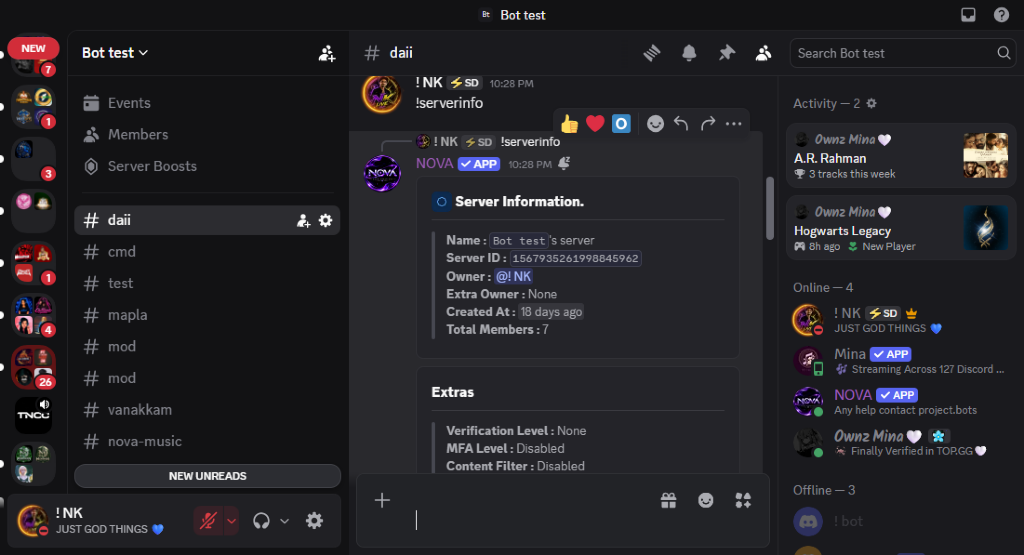 Bt Bot test
NEW
7
1
3
1
4
26
TNCL
Bot test
Events
Members
Server Boosts
daii
cmd
test
mapla
mod
mod
vanakkam
nova-music
NEW UNREADS
! NK
JUST GOD THINGS 💙
# daii
Search Bot test
! NK ⚡SD 10:28 PM
!serverinfo
! NK ⚡SD !serverinfo
NOVA ✓ APP 10:28 PM
Server Information.
Name : Bot test's server
Server ID : 1567935261998845962
Owner : @! NK
Extra Owner : None
Created At : 18 days ago
Total Members : 7
Extras
Verification Level : None
MFA Level : Disabled
Content Filter : Disabled
Activity — 2
Ownz Mina🤍
A.R. Rahman
3 tracks this week
Ownz Mina🤍
Hogwarts Legacy
8h ago New Player
Online — 4
! NK ⚡SD
JUST GOD THINGS 💙
Mina ✓ APP
Streaming Across 127 Discord ...
NOVA ✓ APP
Any help contact project.bots
Ownz Mina🤍
Finally Verified in TOP.GG🤍
Offline — 3
! bot